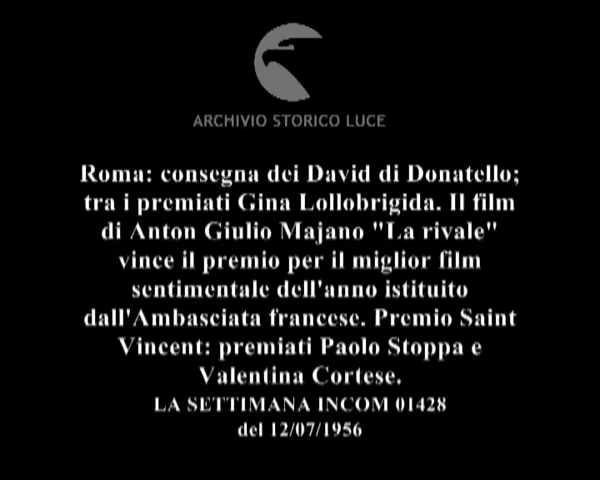 ARCHIVIO STORICO LUCE
Roma: consegna dei David di Donatello;
tra i premiati Gina Lollobrigida. Il film
di Anton Giulio Majano "La rivale"
vince il premio per il miglior film
sentimentale dell'anno istituito
dall'Ambasciata francese. Premio Saint
Vincent: premiati Paolo Stoppa e
Valentina Cortese.
LA SETTIMANA INCOM 01428
del 12/07/1956